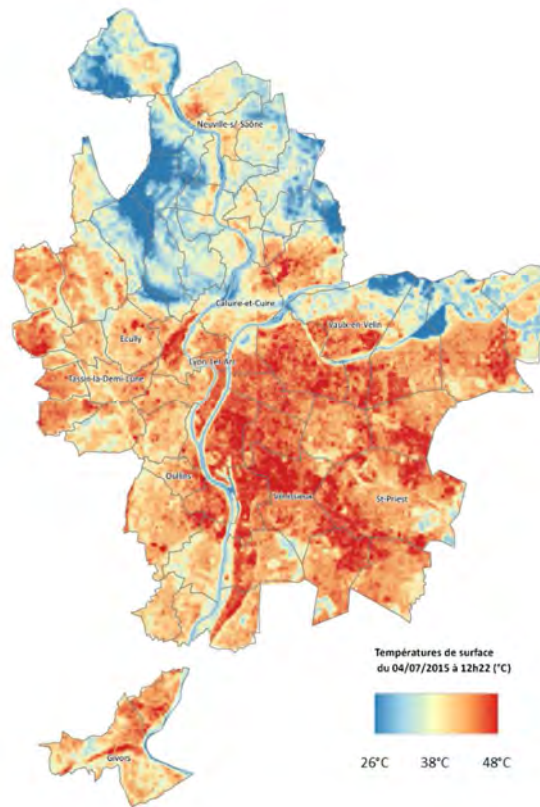 Neuville-s/-Saône
Caluire-et-Cuire
Vaulx-en-Velin
Ecully
Lyon 1er Arr.
Tassin-la-Demi-Lune
Oullins
Vénissieux
St-Priest
Températures de surface
du 04/07/2015 à 12h22 (°C)
26°C 38°C 48°C
Givors